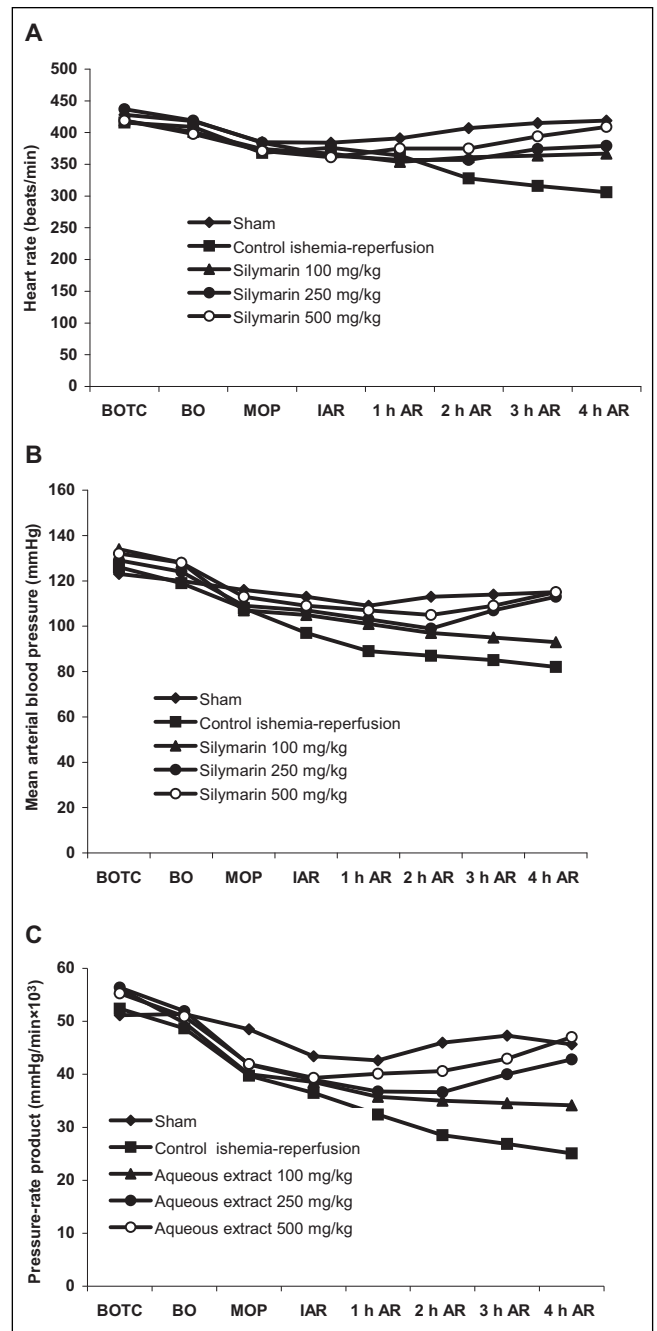 A
Heart rate (beats/min)
500
450
400
350
300
250
200
150
100
50
0
Sham
Control ishemia-reperfusion
Silymarin 100 mg/kg
Silymarin 250 mg/kg
Silymarin 500 mg/kg
BOTC BO MOP IAR 1 h AR 2 h AR 3 h AR 4 h AR
B
Mean arterial blood pressure (mmHg)
160
140
120
100
80
60
40
20
0
Sham
Control ishemia-reperfusion
Silymarin 100 mg/kg
Silymarin 250 mg/kg
Silymarin 500 mg/kg
BOTC BO MOP IAR 1 h AR 2 h AR 3 h AR 4 h AR
C
Pressure-rate product (mmHg/min×10³)
60
50
40
30
20
10
0
Sham
Control ishemia-reperfusion
Aqueous extract 100 mg/kg
Aqueous extract 250 mg/kg
Aqueous extract 500 mg/kg
BOTC BO MOP IAR 1 h AR 2 h AR 3 h AR 4 h AR